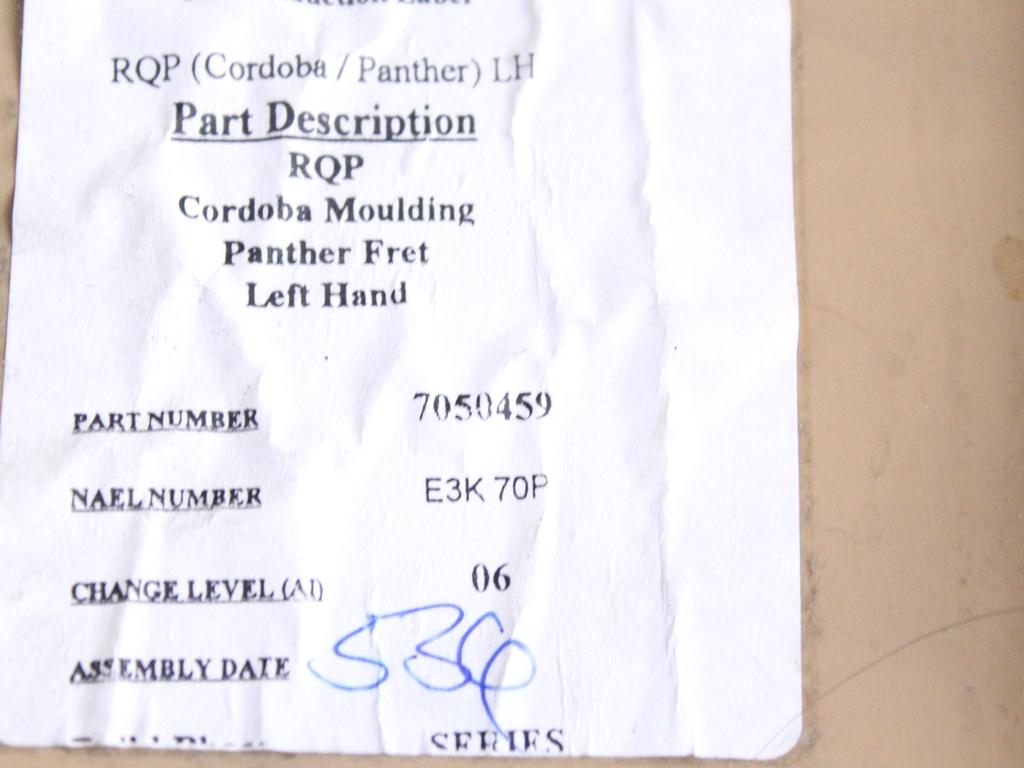 RQP (Cordoba / Panther) LH
Part Description
RQP
Cordoba Moulding
Panther Fret
Left Hand
PART NUMBER 7050459
NAEL NUMBER E3K 70P
CHANGE LEVEL (AI) 06
ASSEMBLY DATE 536
SERIES